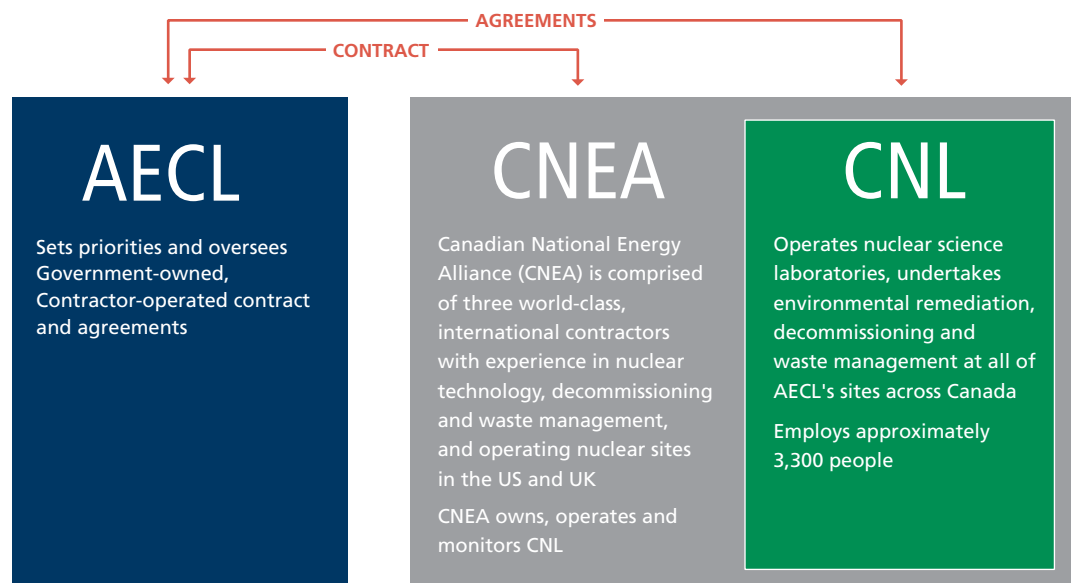 AGREEMENTS
CONTRACT
AECL
Sets priorities and oversees
Government-owned,
Contractor-operated contract
and agreements
CNEA
Canadian National Energy
Alliance (CNEA) is comprised
of three world-class,
international contractors
with experience in nuclear
technology, decommissioning
and waste management,
and operating nuclear sites
in the US and UK
CNEA owns, operates and
monitors CNL
CNL
Operates nuclear science
laboratories, undertakes
environmental remediation,
decommissioning and
waste management at all of
AECL's sites across Canada
Employs approximately
3,300 people